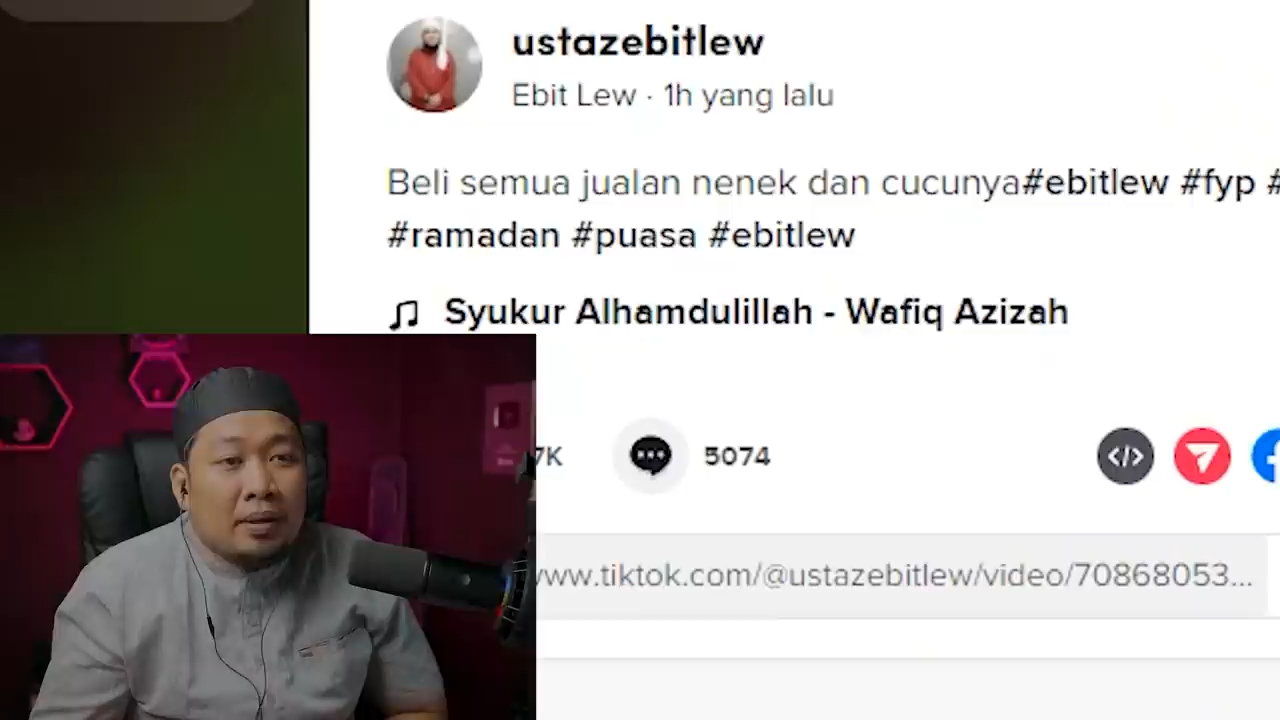 ustazebitlew
Ebit Lew · 1h yang lalu
Beli semua jualan nenek dan cucunya#ebitlew #fyp #
#ramadan #puasa #ebitlew
Syukur Alhamdulillah - Wafiq Azizah
7K
5074
</>
www.tiktok.com/@ustazebitlew/video/70868053...